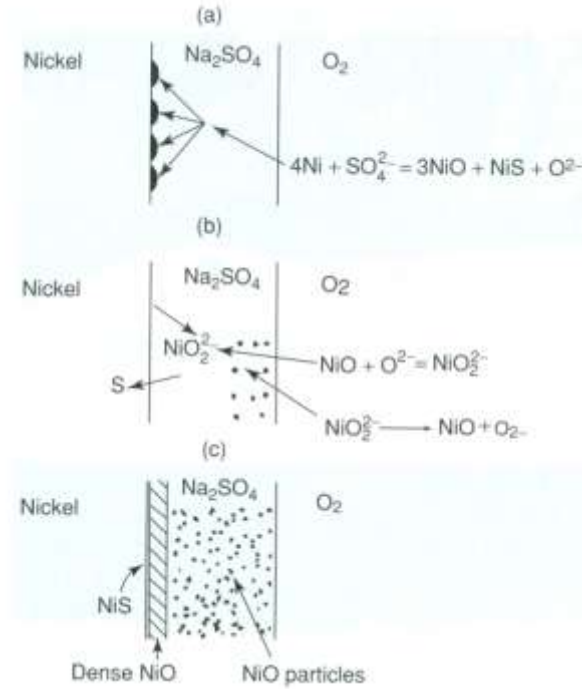 (a)
Nickel Na₂SO₄ O₂
4Ni + SO₄²⁻ = 3NiO + NiS + O²⁻
(b)
Nickel Na₂SO₄ O2
NiO₂²⁻
NiO + O²⁻ = NiO₂²⁻
S
NiO₂²⁻ ⟶ NiO + O₂₋
(c)
Nickel Na₂SO₄ O₂
NiS
Dense NiO NiO particles